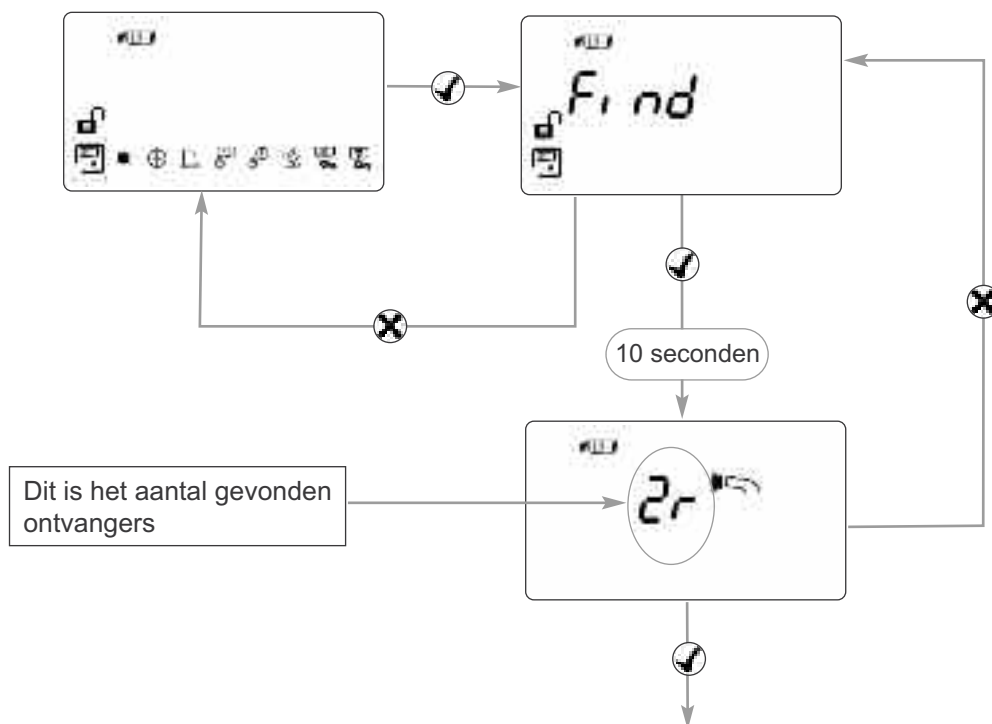 Find
10 seconden
Dit is het aantal gevonden
ontvangers
2r